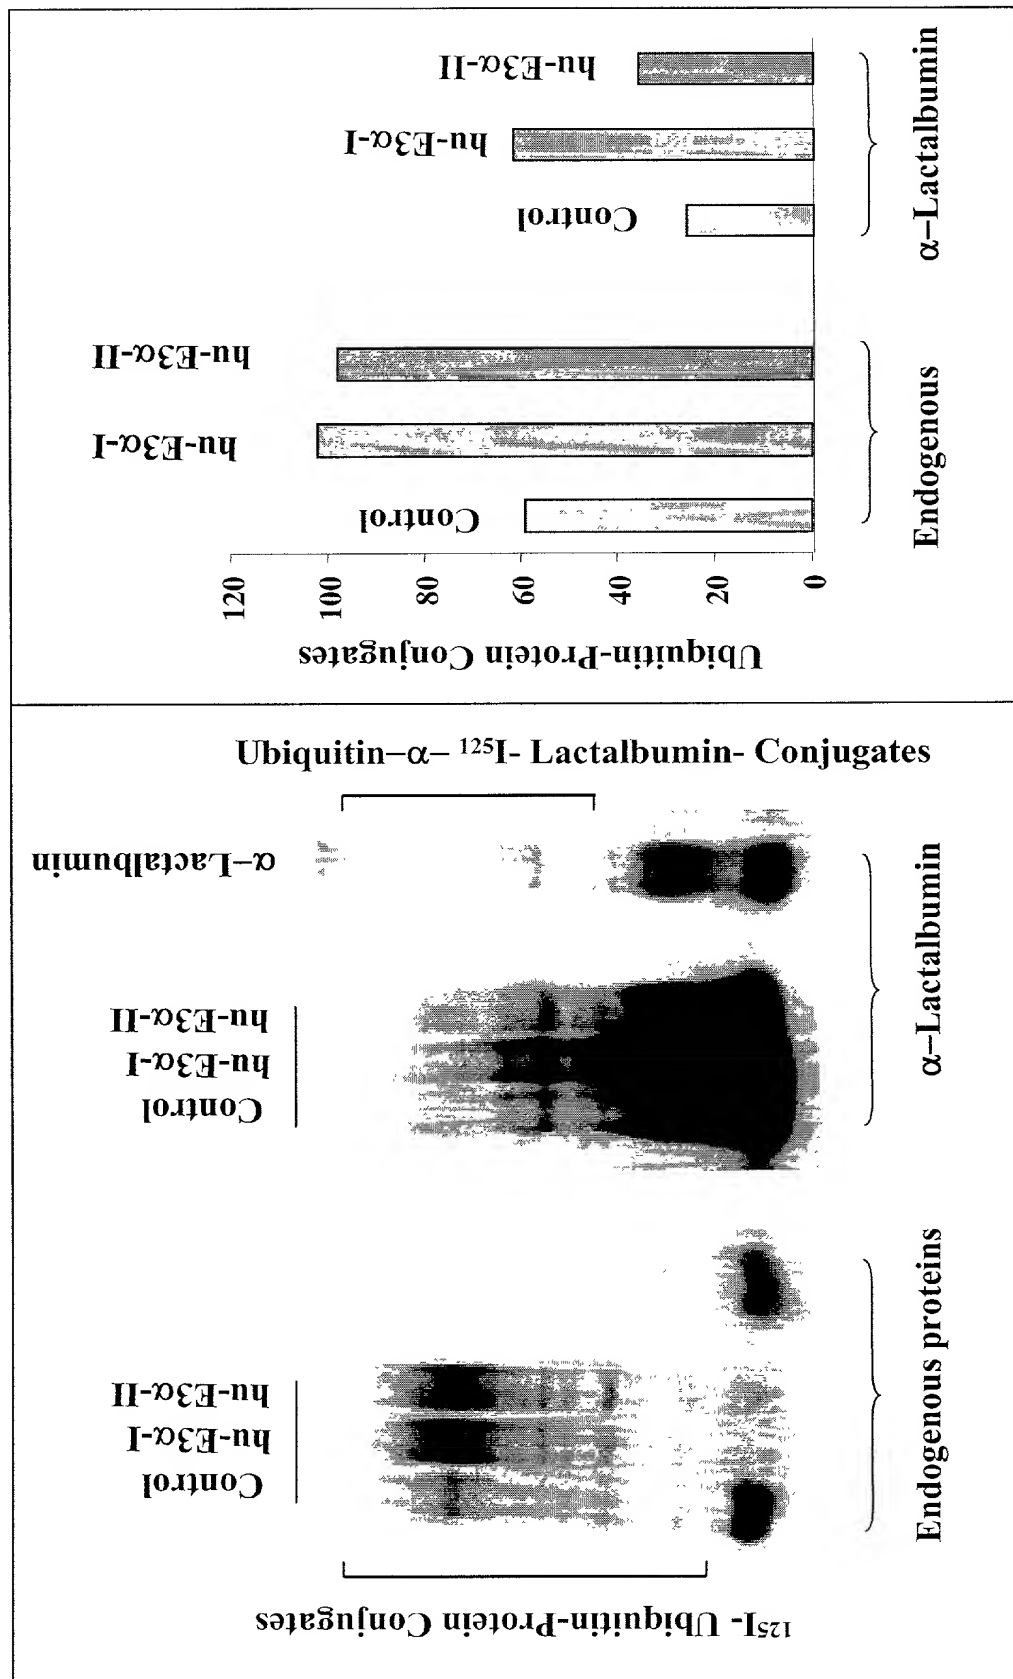 ¹²⁵I- Ubiquitin-Protein Conjugates
Control
hu-E3α-I
hu-E3α-II
Endogenous proteins
Control
hu-E3α-I
hu-E3α-II
α–Lactalbumin
α–Lactalbumin
Ubiquitin–α– ¹²⁵I- Lactalbumin- Conjugates
Ubiquitin-Protein Conjugates
120
100
80
60
40
20
0
Control
hu-E3α-I
hu-E3α-II
Endogenous
Control
hu-E3α-I
hu-E3α-II
α–Lactalbumin